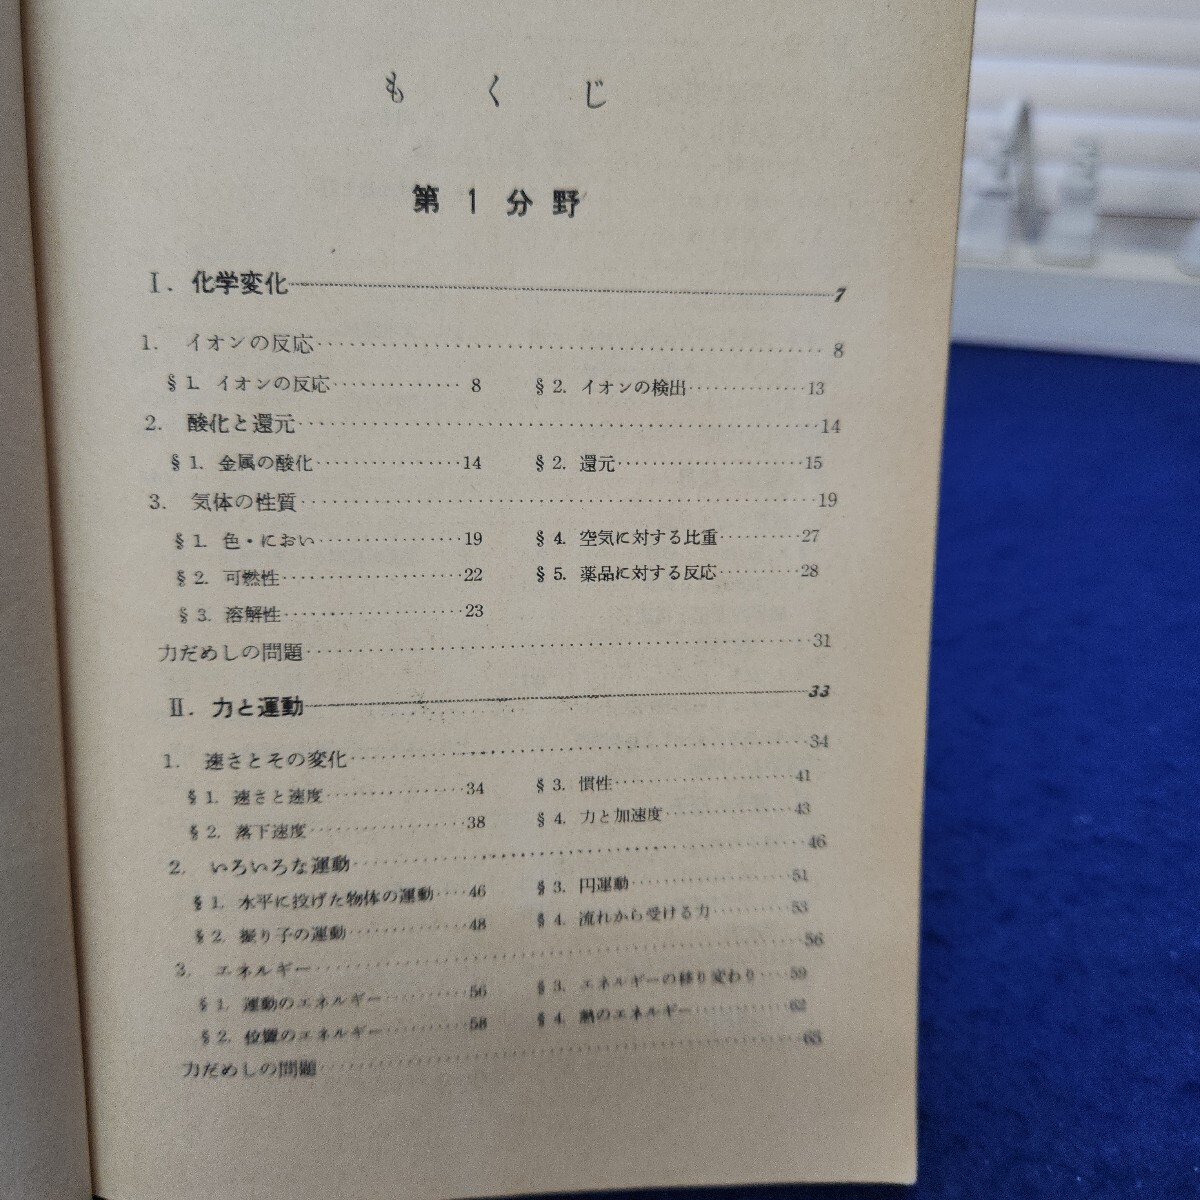 もくじ
第1分野
Ⅰ. 化学変化 7
1. イオンの反応 8
§1. イオンの反応 8 §2. イオンの検出 13
2. 酸化と還元 14
§1. 金属の酸化 14 §2. 還元 15
3. 気体の性質 19
§1. 色・におい 19 §4. 空気に対する比重 27
§2. 可燃性 22 §5. 薬品に対する反応 28
§3. 溶解性 23
力だめしの問題 31
Ⅱ. 力と運動 33
1. 速さとその変化 34
§1. 速さと速度 34 §3. 慣性 41
§2. 落下速度 38 §4. 力と加速度 43
2. いろいろな運動 46
§1. 水平に投げた物体の運動 46 §3. 円運動 51
§2. 振り子の運動 48 §4. 流れから受ける力 53
3. エネルギー 56
§1. 運動のエネルギー 56 §3. エネルギーの移り変わり 59
§2. 位置のエネルギー 58 §4. 熱のエネルギー 62
力だめしの問題